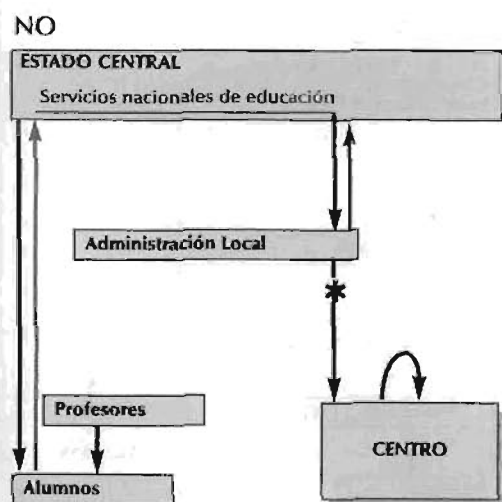 NO
ESTADO CENTRAL
Servicios nacionales de educación
Administración Local
Profesores
CENTRO
Alumnos